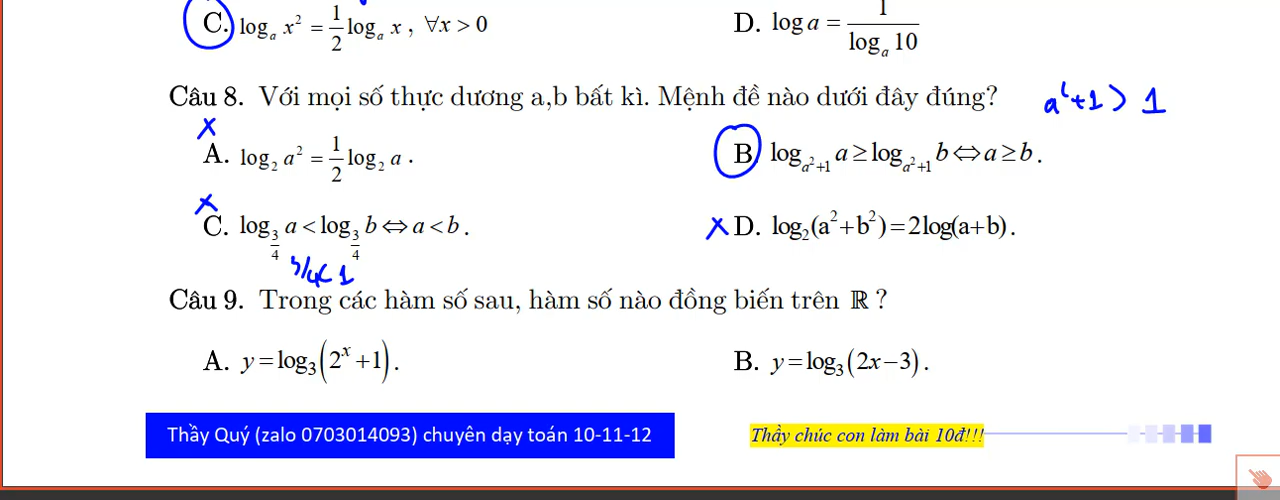 C. logₐ x² = 1/2 logₐ x , ∀x > 0
D. log a = 1/(logₐ 10)
Câu 8. Với mọi số thực dương a,b bất kì. Mệnh đề nào dưới đây đúng? a²+1 > 1
X
A. log₂ a² = 1/2 log₂ a .
B log_{a²+1} a ≥ log_{a²+1} b ⇔ a ≥ b .
X
C. log_{3/4} a < log_{3/4} b ⇔ a < b .
X D. log₂(a²+b²)=2log(a+b) .
3/4 < 1
Câu 9. Trong các hàm số sau, hàm số nào đồng biến trên ℝ ?
A. y = log₃(2ˣ+1) .
B. y = log₃(2x−3) .
Thầy Quý (zalo 0703014093) chuyên dạy toán 10-11-12
Thầy chúc con làm bài 10đ!!!